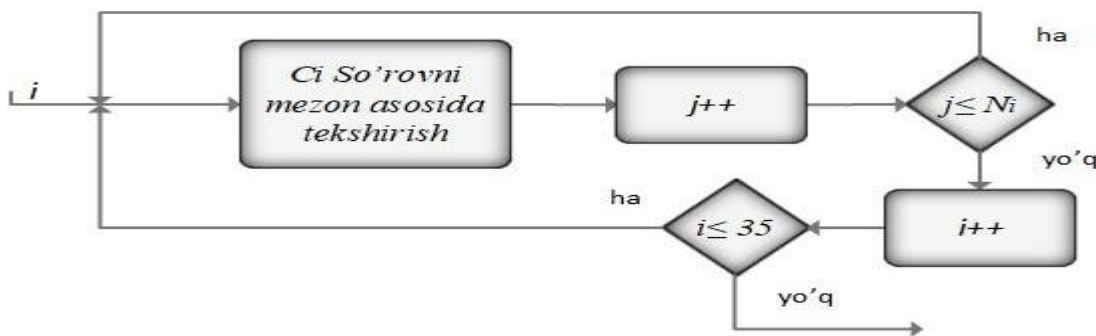 ha
i
Ci So’rovni
mezon asosida
tekshirish
j++
j≤ Ni
yo’q
ha
i≤ 35
i++
yo’q